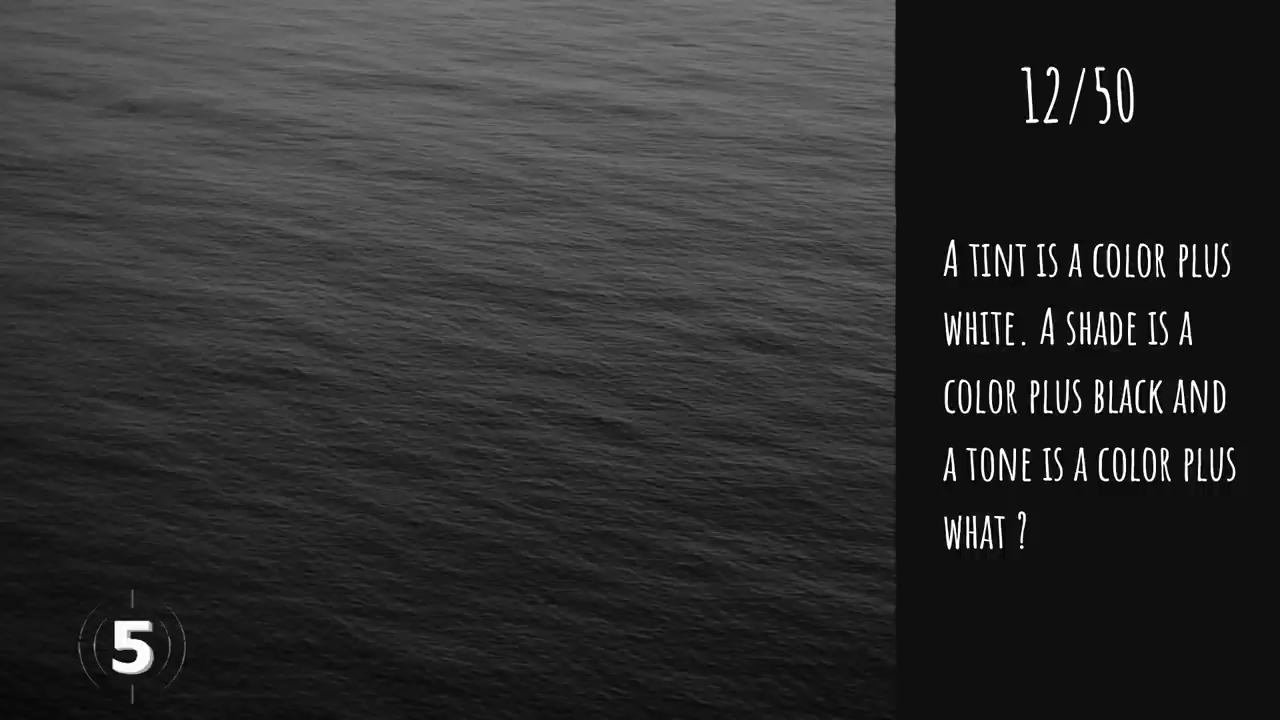 12/50
A TINT IS A COLOR PLUS
WHITE. A SHADE IS A
COLOR PLUS BLACK AND
A TONE IS A COLOR PLUS
WHAT ?
5